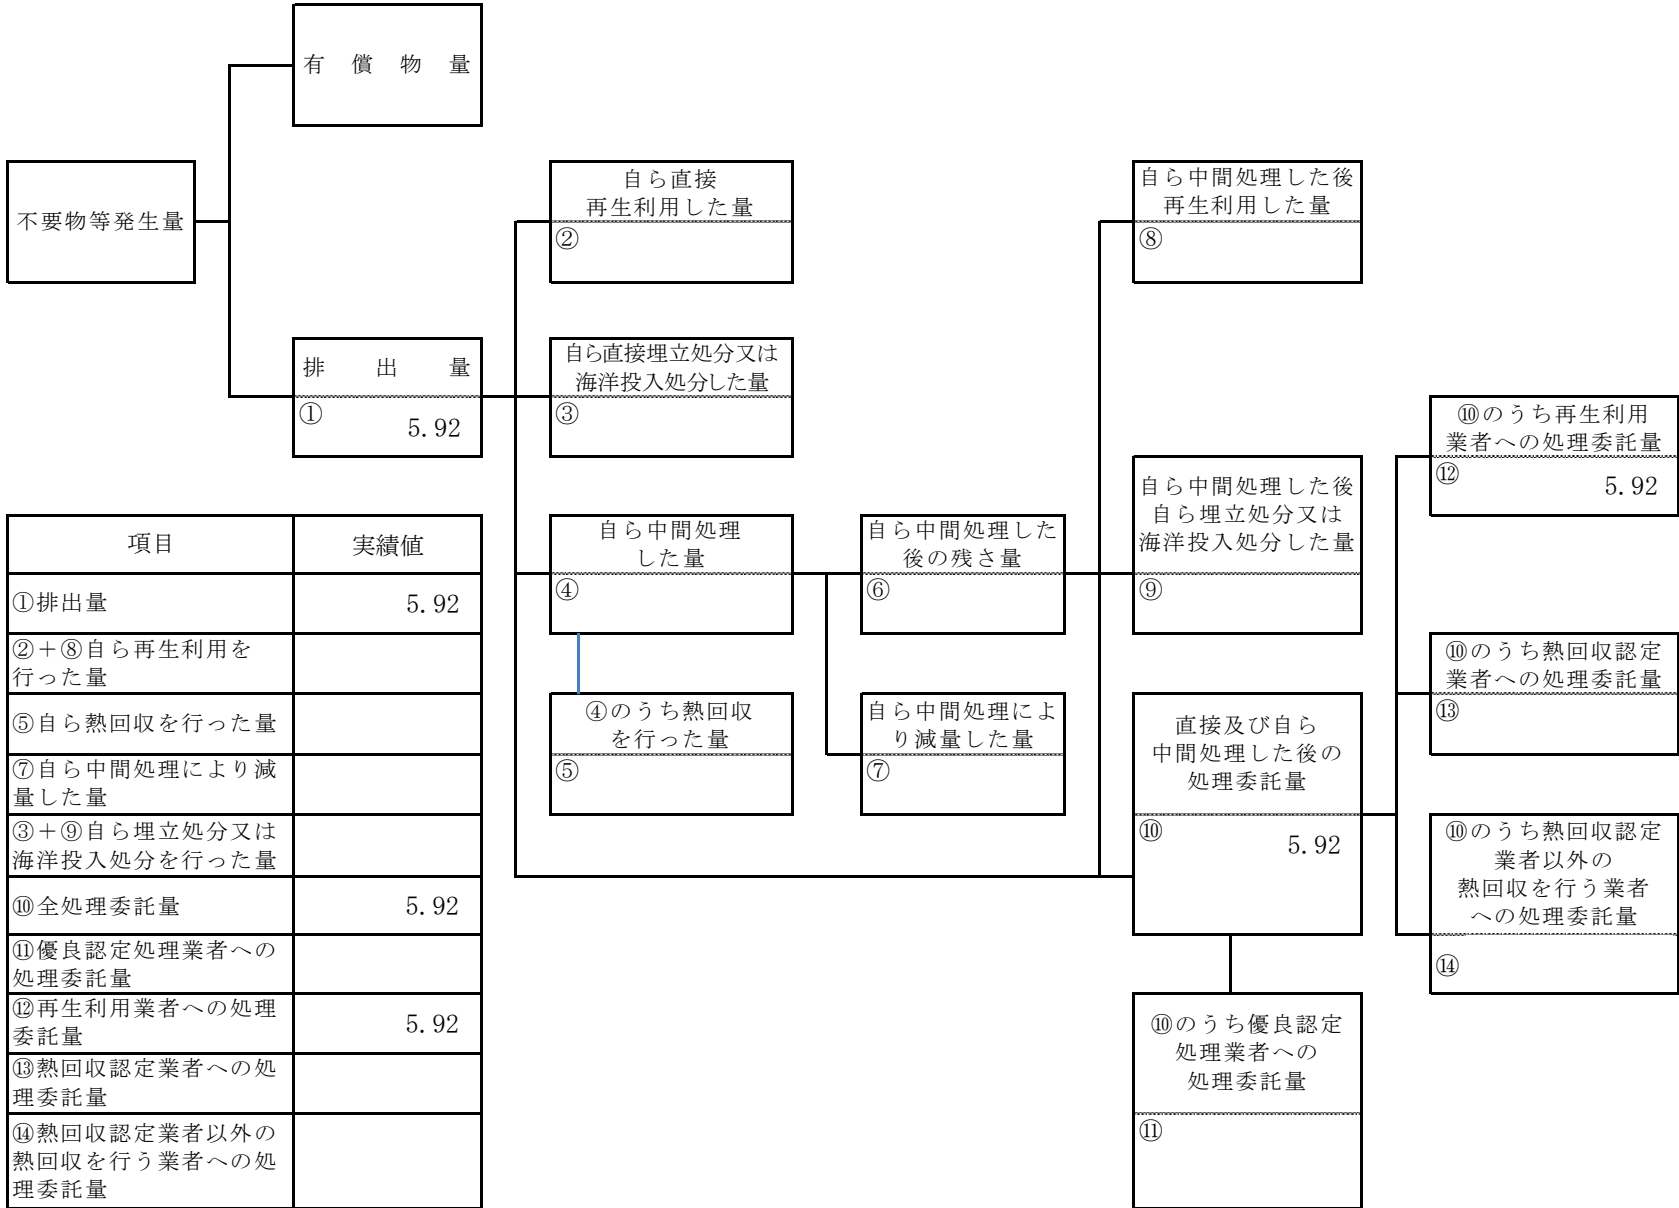 有償物量
不要物等発生量
排出量
①
5.92
自ら直接
再生利用した量
②
自ら直接埋立処分又は
海洋投入処分した量
③
自ら中間処理
した量
④
④のうち熱回収
を行った量
⑤
自ら中間処理した
後の残さ量
⑥
自ら中間処理によ
り減量した量
⑦
自ら中間処理した後
再生利用した量
⑧
自ら中間処理した後
自ら埋立処分又は
海洋投入処分した量
⑨
直接及び自ら
中間処理した後の
処理委託量
⑩
5.92
⑩のうち優良認定
処理業者への
処理委託量
⑪
⑩のうち再生利用
業者への処理委託量
⑫
5.92
⑩のうち熱回収認定
業者への処理委託量
⑬
⑩のうち熱回収認定
業者以外の
熱回収を行う業者
への処理委託量
⑭
項目 実績値
①排出量 5.92
②+⑧自ら再生利用を
行った量
⑤自ら熱回収を行った量
⑦自ら中間処理により減
量した量
③+⑨自ら埋立処分又は
海洋投入処分を行った量
⑩全処理委託量 5.92
⑪優良認定処理業者への
処理委託量
⑫再生利用業者への処理
委託量 5.92
⑬熱回収認定業者への処
理委託量
⑭熱回収認定業者以外の
熱回収を行う業者への処
理委託量